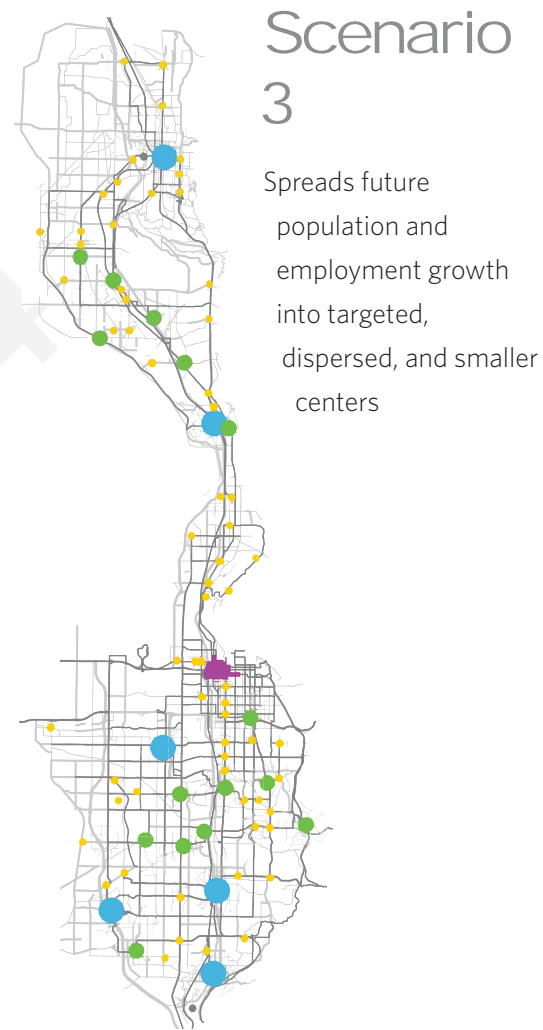 Scenario
3
Spreads future
population and
employment growth
into targeted,
dispersed, and smaller
centers